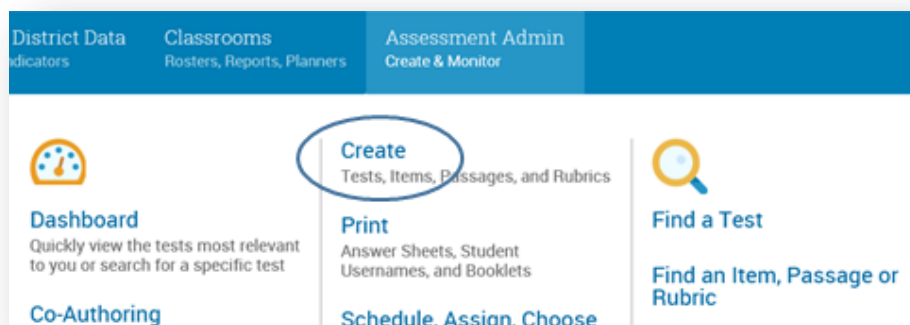 District Data
Classrooms
Assessment Admin
ndicators
Rosters, Reports, Planners
Create & Monitor
Dashboard
Quickly view the tests most relevant
to you or search for a specific test
Co-Authoring
Create
Tests, Items, Passages, and Rubrics
Print
Answer Sheets, Student
Usernames, and Booklets
Schedule, Assign, Choose
Find a Test
Find an Item, Passage or
Rubric